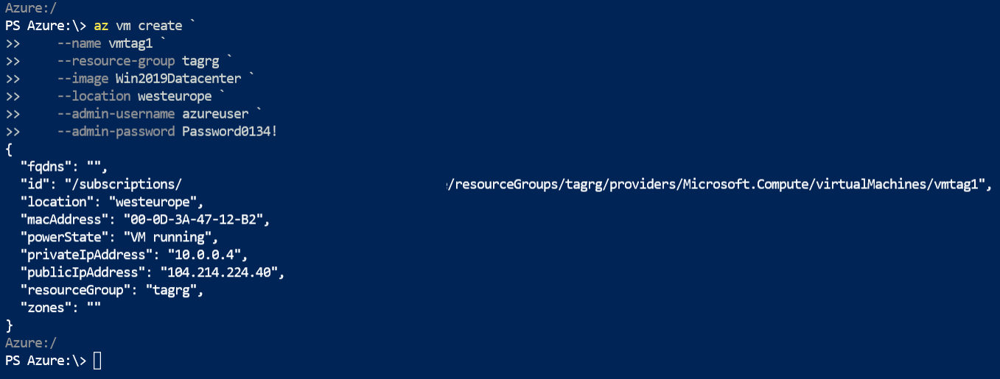 Azure:/
PS Azure:\> az vm create `
>>     --name vmtag1 `
>>     --resource-group tagrg `
>>     --image Win2019Datacenter `
>>     --location westeurope `
>>     --admin-username azureuser `
>>     --admin-password Password0134!
{
  "fqdns": "",
  "id": "/subscriptions/                                    /resourceGroups/tagrg/providers/Microsoft.Compute/virtualMachines/vmtag1",
  "location": "westeurope",
  "macAddress": "00-0D-3A-47-12-B2",
  "powerState": "VM running",
  "privateIpAddress": "10.0.0.4",
  "publicIpAddress": "104.214.224.40",
  "resourceGroup": "tagrg",
  "zones": ""
}
Azure:/
PS Azure:\>